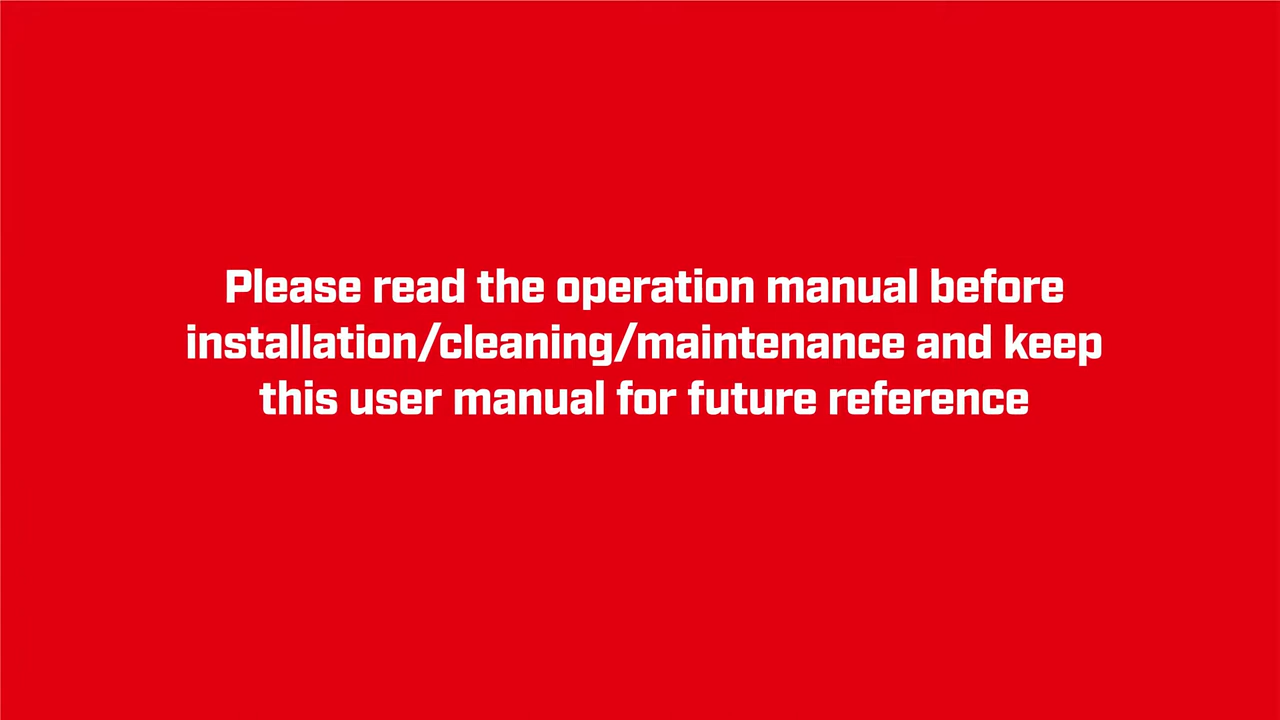 Please read the operation manual before
installation/cleaning/maintenance and keep
this user manual for future reference